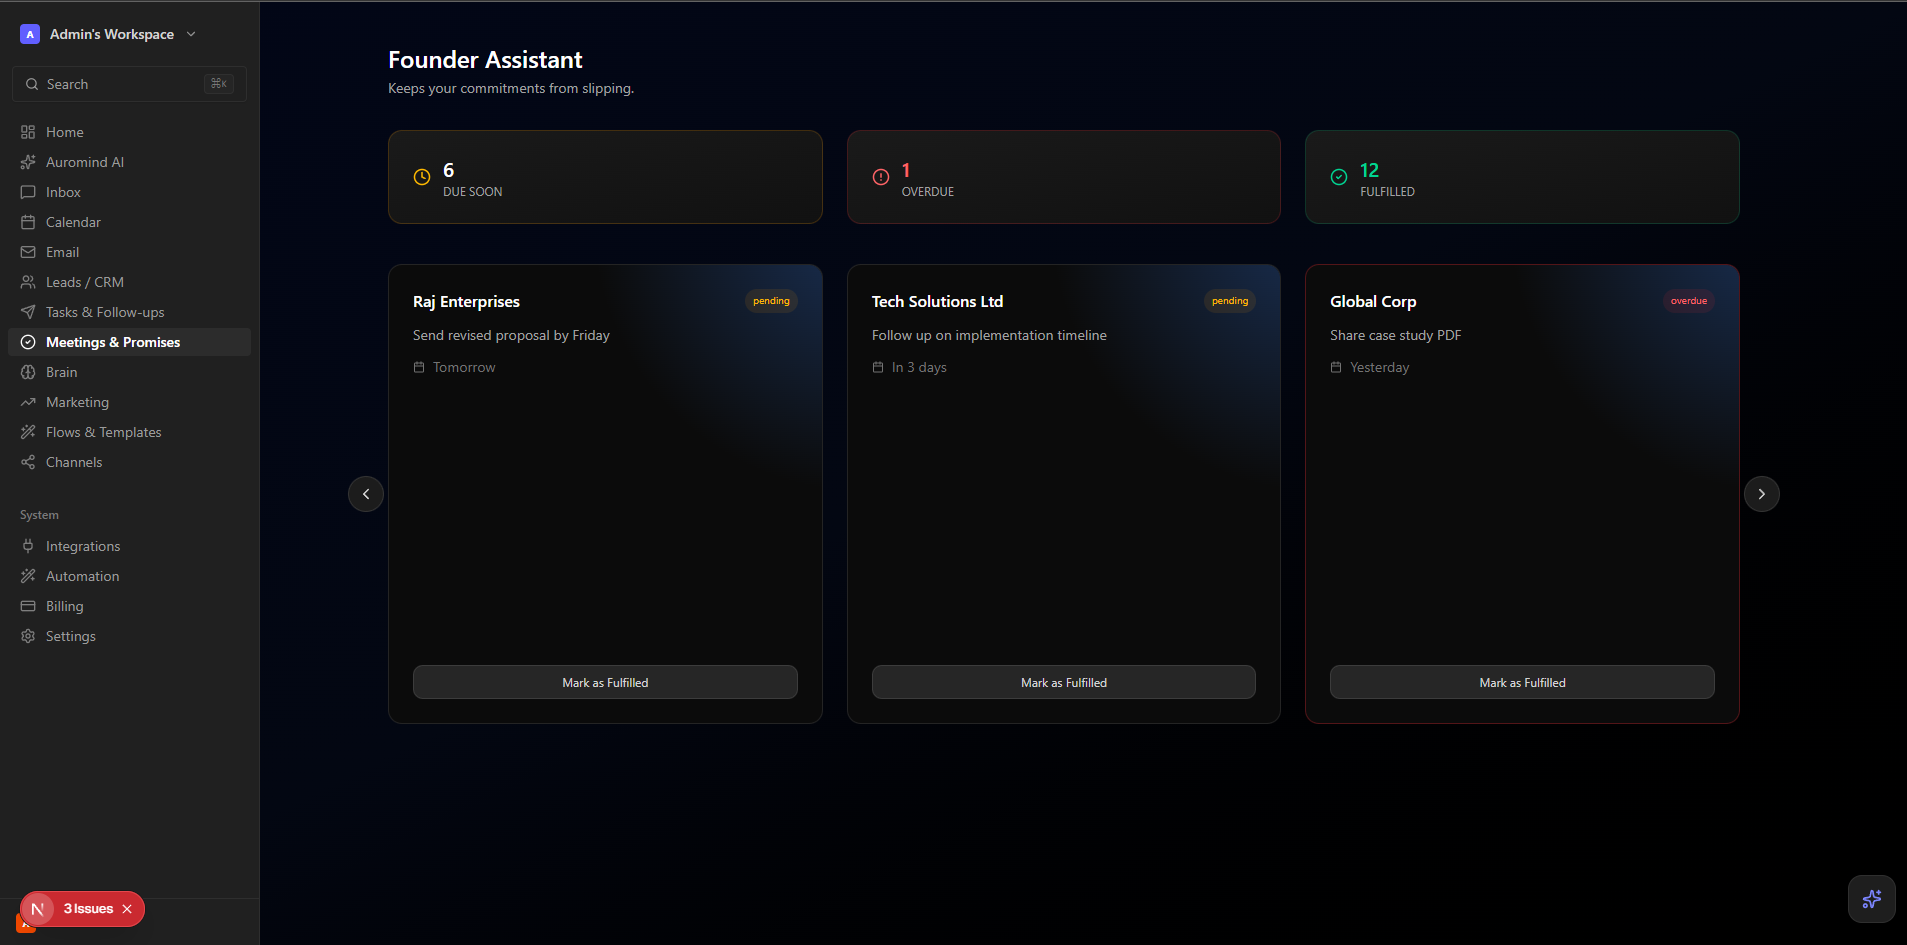 A Admin's Workspace
Search ⌘K
Home
Auromind AI
Inbox
Calendar
Email
Leads / CRM
Tasks & Follow-ups
Meetings & Promises
Brain
Marketing
Flows & Templates
Channels
System
Integrations
Automation
Billing
Settings
N 3 Issues
Founder Assistant
Keeps your commitments from slipping.
6
DUE SOON
1
OVERDUE
12
FULFILLED
Raj Enterprises pending
Send revised proposal by Friday
Tomorrow
Mark as Fulfilled
Tech Solutions Ltd pending
Follow up on implementation timeline
In 3 days
Mark as Fulfilled
Global Corp overdue
Share case study PDF
Yesterday
Mark as Fulfilled